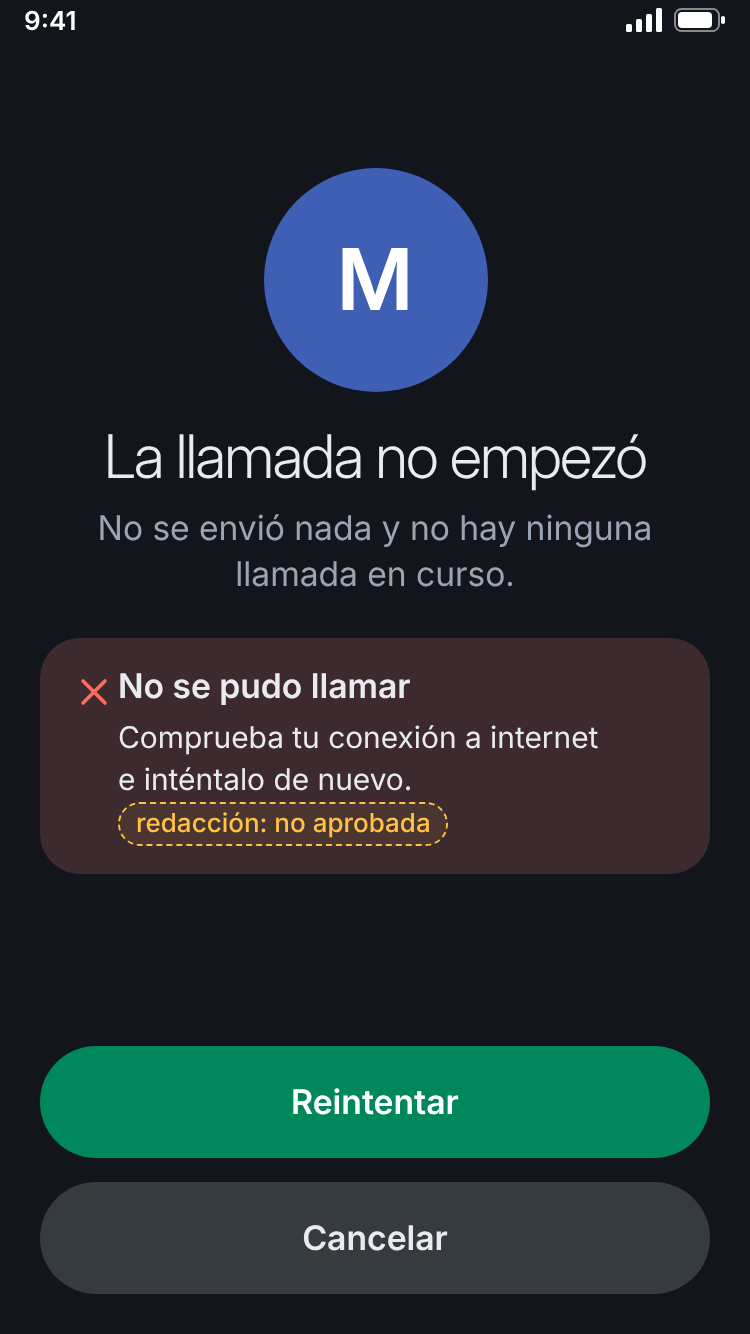 9:41
M
La llamada no empezó
No se envió nada y no hay ninguna
llamada en curso.
No se pudo llamar
Comprueba tu conexión a internet
e inténtalo de nuevo.
redacción: no aprobada
Reintentar
Cancelar